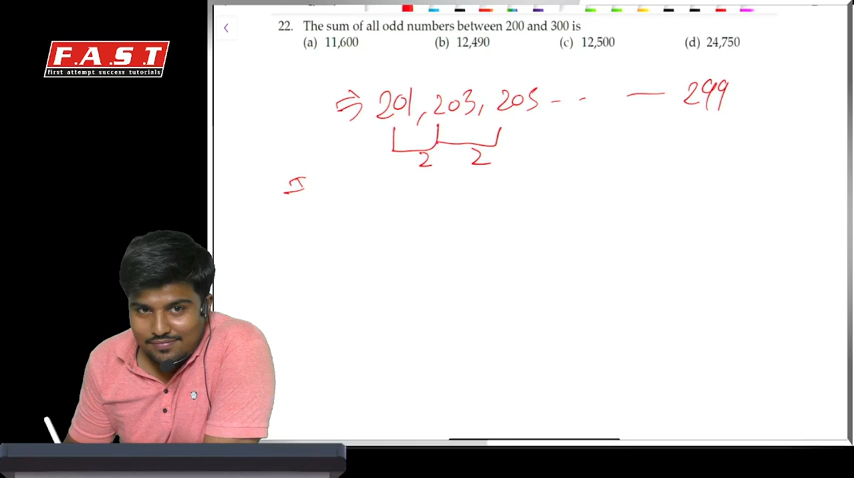 F.A.S.T
first attempt success tutorials
22. The sum of all odd numbers between 200 and 300 is
(a) 11,600 (b) 12,490 (c) 12,500 (d) 24,750
⇒ 201, 203, 205 - - - — 299
2 2